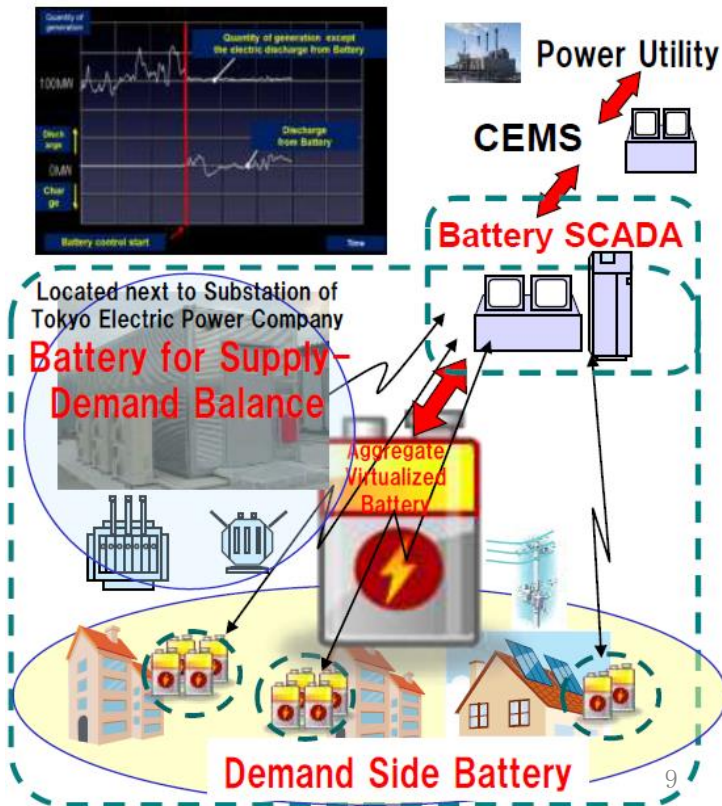 Quantity of
generation
Quantity of generation except
the electric discharge from Battery
100MW
Disch
arge
Discharge
from Battery
0MW
Char
ge
Battery control start
Time
Power Utility
CEMS
Battery SCADA
Located next to Substation of
Tokyo Electric Power Company
Battery for Supply-
Demand Balance
Aggregate
Virtualized
Battery
Demand Side Battery
9